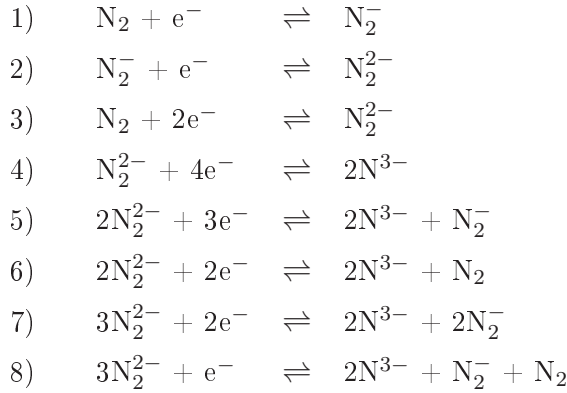 1) N₂ + e⁻ ⇌ N₂⁻
2) N₂⁻ + e⁻ ⇌ N₂²⁻
3) N₂ + 2e⁻ ⇌ N₂²⁻
4) N₂²⁻ + 4e⁻ ⇌ 2N³⁻
5) 2N₂²⁻ + 3e⁻ ⇌ 2N³⁻ + N₂⁻
6) 2N₂²⁻ + 2e⁻ ⇌ 2N³⁻ + N₂
7) 3N₂²⁻ + 2e⁻ ⇌ 2N³⁻ + 2N₂⁻
8) 3N₂²⁻ + e⁻ ⇌ 2N³⁻ + N₂⁻ + N₂